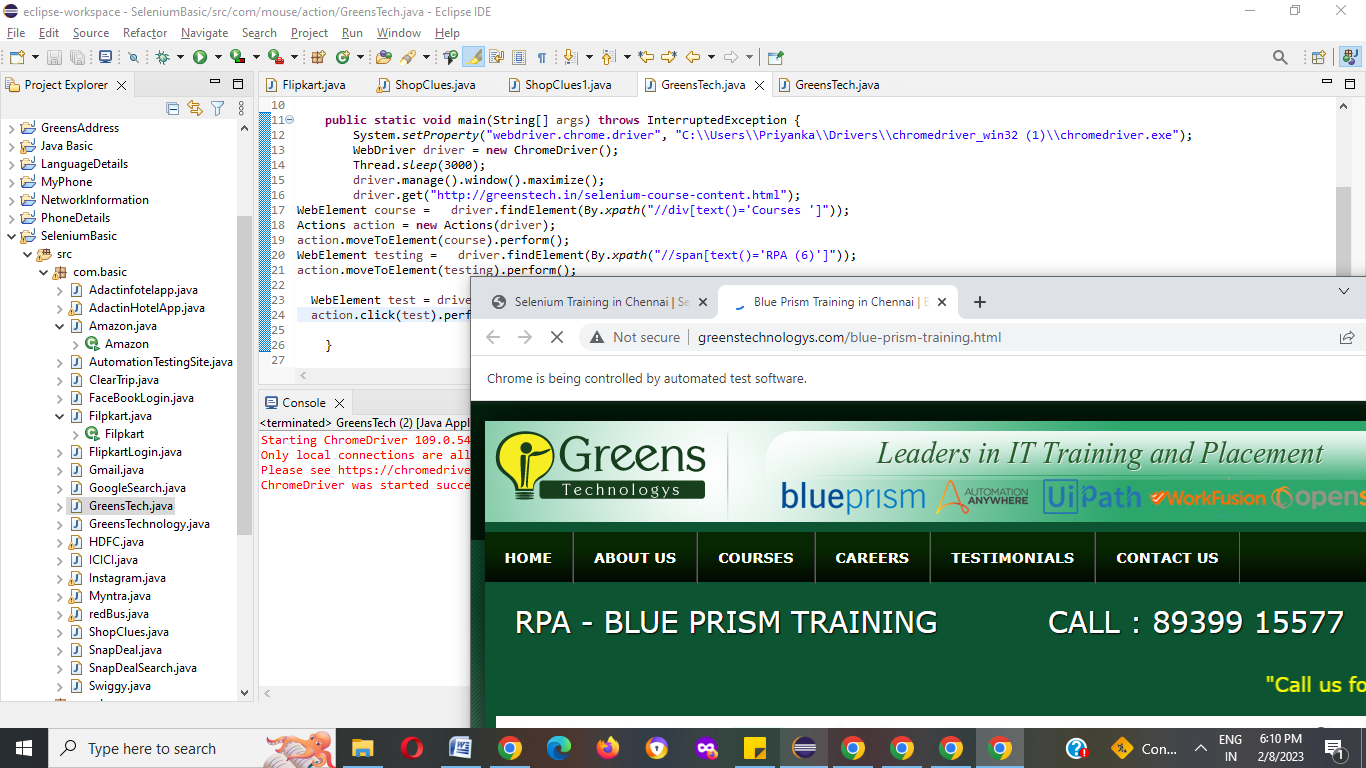 eclipse-workspace - SeleniumBasic/src/com/mouse/action/GreensTech.java - Eclipse IDE
File Edit Source Refactor Navigate Search Project Run Window Help
Project Explorer
Flipkart.java ShopClues.java ShopClues1.java GreensTech.java GreensTech.java
GreensAddress
Java Basic
LanguageDetails
MyPhone
NetworkInformation
PhoneDetails
SeleniumBasic
src
com.basic
Adactinfotelapp.java
AdactinHotelApp.java
Amazon.java
Amazon
AutomationTestingSite.java
ClearTrip.java
FaceBookLogin.java
Filpkart.java
Filpkart
FlipkartLogin.java
Gmail.java
GoogleSearch.java
GreensTech.java
GreensTechnology.java
HDFC.java
ICICI.java
Instagram.java
Myntra.java
redBus.java
ShopClues.java
SnapDeal.java
SnapDealSearch.java
Swiggy.java
10
11 public static void main(String[] args) throws InterruptedException {
12 System.setProperty("webdriver.chrome.driver", "C:\\Users\\Priyanka\\Drivers\\chromedriver_win32 (1)\\chromedriver.exe");
13 WebDriver driver = new ChromeDriver();
14 Thread.sleep(3000);
15 driver.manage().window().maximize();
16 driver.get("http://greenstech.in/selenium-course-content.html");
17 WebElement course = driver.findElement(By.xpath("//div[text()='Courses ']"));
18 Actions action = new Actions(driver);
19 action.moveToElement(course).perform();
20 WebElement testing = driver.findElement(By.xpath("//span[text()='RPA (6)']"));
21 action.moveToElement(testing).perform();
22
23 WebElement test = drive
24 action.click(test).perf
25
26 }
27
Console
<terminated> GreensTech (2) [Java Appl
Starting ChromeDriver 109.0.54
Only local connections are all
Please see https://chromedrive
ChromeDriver was started succe
Selenium Training in Chennai | Se Blue Prism Training in Chennai | B
Not secure greenstechnologys.com/blue-prism-training.html
Chrome is being controlled by automated test software.
Greens
Technologys
Leaders in IT Training and Placement
blueprism AUTOMATION ANYWHERE UiPath WorkFusion opens
HOME ABOUT US COURSES CAREERS TESTIMONIALS CONTACT US
RPA - BLUE PRISM TRAINING CALL : 89399 15577
"Call us fo
Type here to search
Con...
ENG
IN
6:10 PM
2/8/2023
1